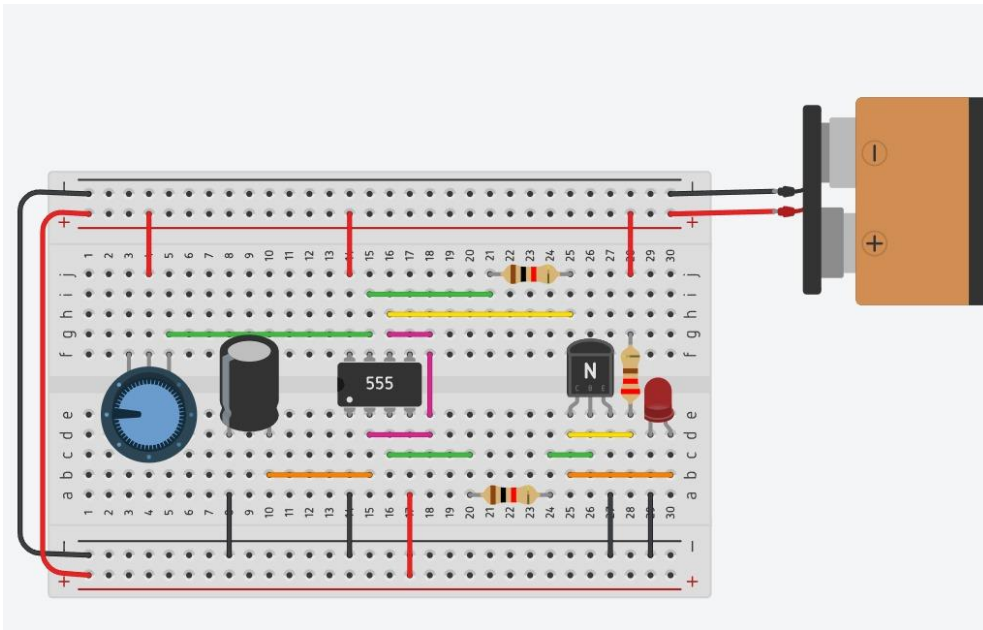 −
−
+
+
1 2 3 4 5 6 7 8 9 10 11 12 13 14 15 16 17 18 19 20 21 22 23 24 25 26 27 28 29 30
j j
i i
h h
g g
f f
555
N
C B E
e e
d d
c c
b b
a a
1 2 3 4 5 6 7 8 9 10 11 12 13 14 15 16 17 18 19 20 21 22 23 24 25 26 27 28 29 30
− −
+ +
−
+